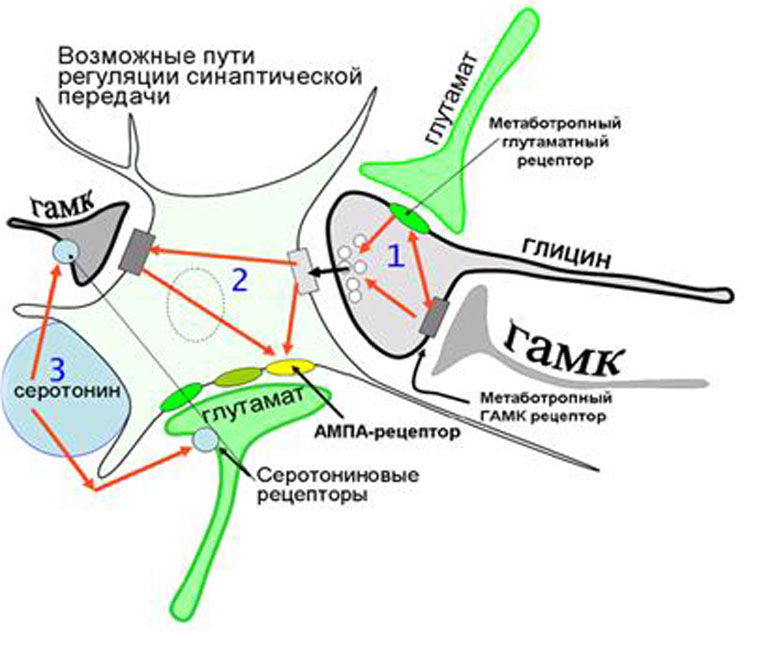 Возможные пути
регуляции синаптической
передачи
глутамат
Метаботропный
глутаматный
рецептор
гамк
глицин
1
2
3
серотонин
гамк
Метаботропный
ГАМК рецептор
глутамат
АМПА-рецептор
Серотониновые
рецепторы